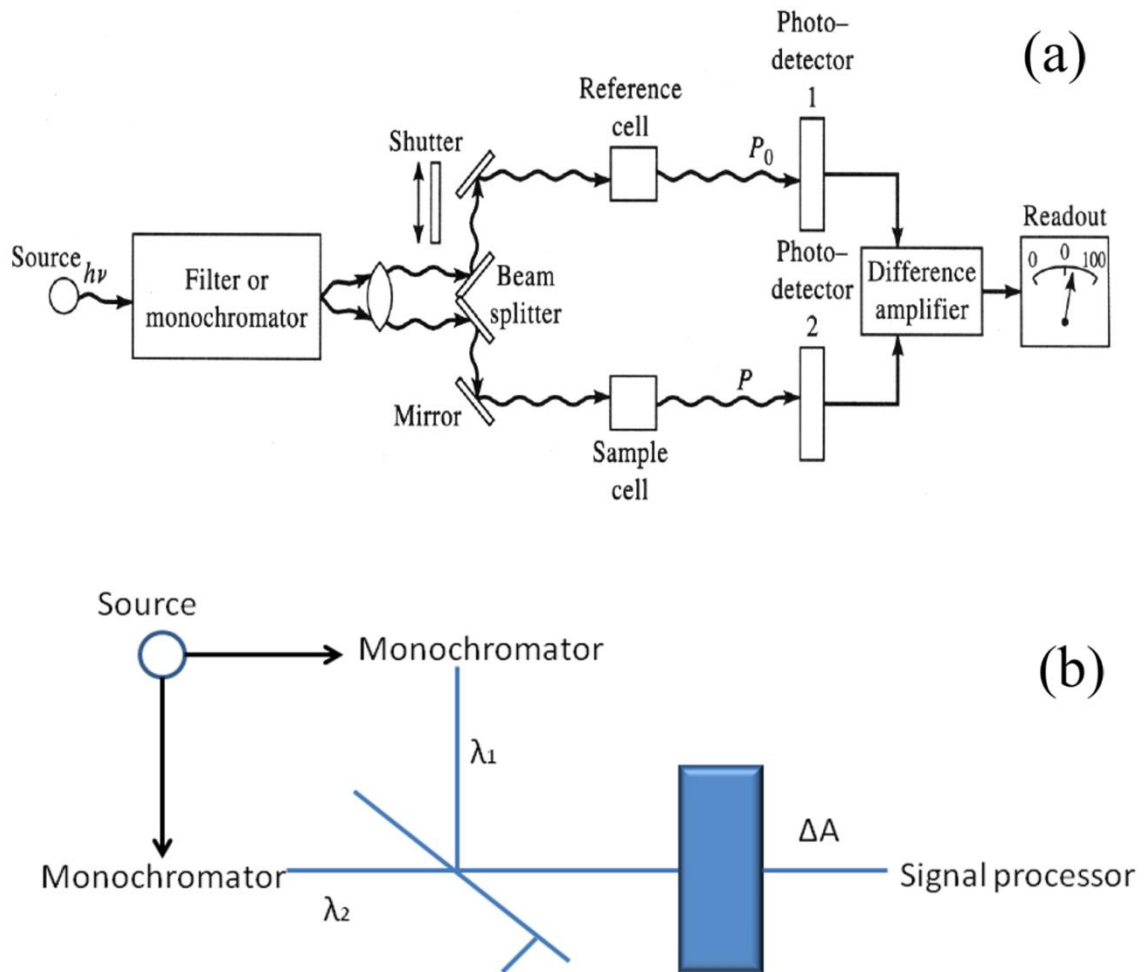 (a)
Photo–
detector
1
Reference
cell
P₀
Shutter
Source
hν
Filter or
monochromator
Beam
splitter
Photo–
detector
2
Difference
amplifier
Readout
0 0 100
Mirror
P
Sample
cell
(b)
Source
Monochromator
λ1
Monochromator
λ2
ΔA
Signal processor